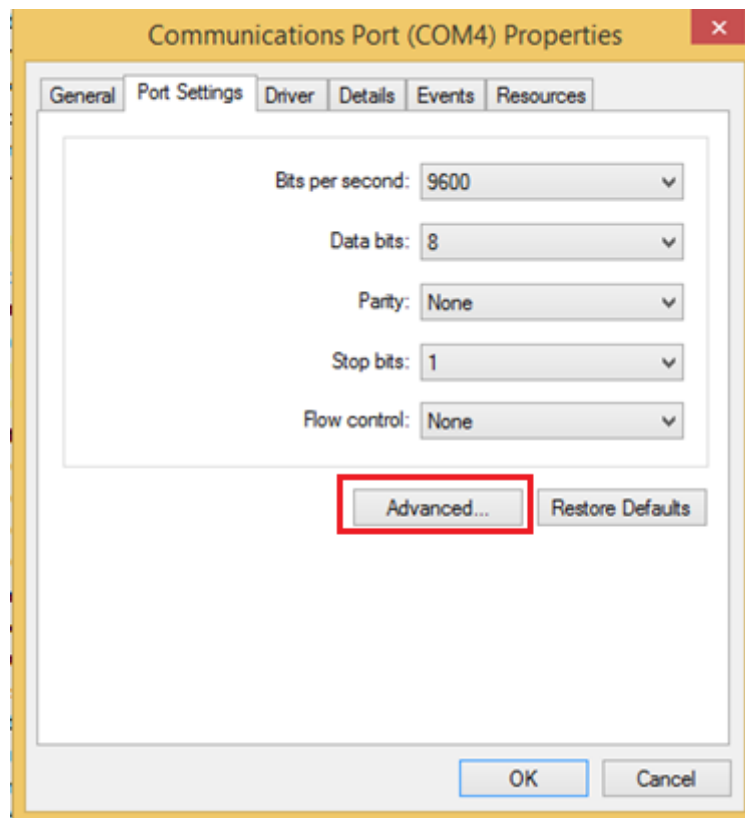 Communications Port (COM4) Properties
General Port Settings Driver Details Events Resources
Bits per second: 9600
Data bits: 8
Parity: None
Stop bits: 1
Flow control: None
Advanced... Restore Defaults
OK Cancel